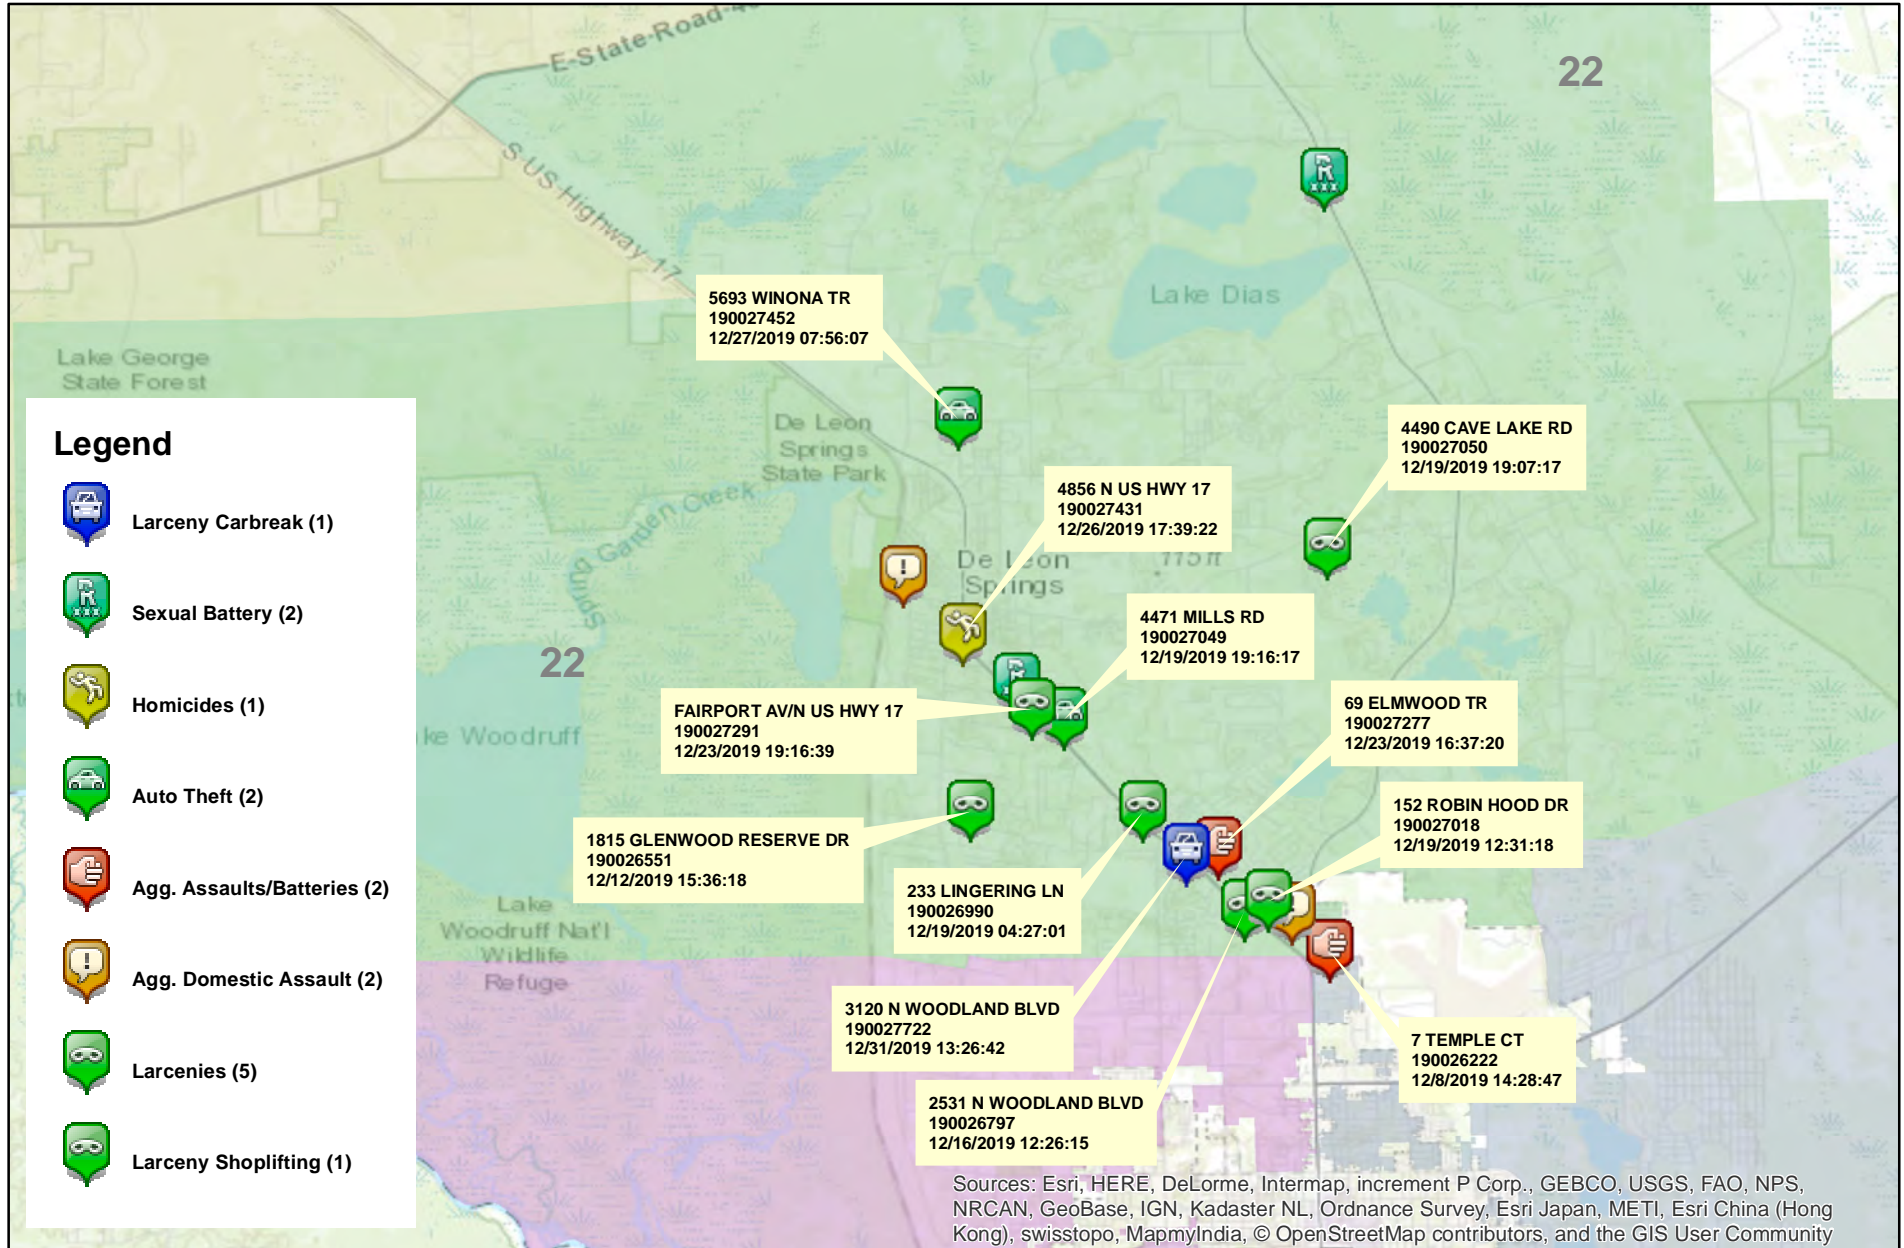 E-State-Road-4
22
S US Highway 17
Lake Dias
5693 WINONA TR
190027452
12/27/2019 07:56:07
Lake George
State Forest
De Leon
Springs
State Park
4490 CAVE LAKE RD
190027050
12/19/2019 19:07:17
Legend
Larceny Carbreak (1)
Sexual Battery (2)
Homicides (1)
Auto Theft (2)
Agg. Assaults/Batteries (2)
Agg. Domestic Assault (2)
Larcenies (5)
Larceny Shoplifting (1)
4856 N US HWY 17
190027431
12/26/2019 17:39:22
Spring Garden Creek
De Leon
Springs
115 ft
4471 MILLS RD
190027049
12/19/2019 19:16:17
22
FAIRPORT AV/N US HWY 17
190027291
12/23/2019 19:16:39
69 ELMWOOD TR
190027277
12/23/2019 16:37:20
ke Woodruff
152 ROBIN HOOD DR
190027018
12/19/2019 12:31:18
1815 GLENWOOD RESERVE DR
190026551
12/12/2019 15:36:18
233 LINGERING LN
190026990
12/19/2019 04:27:01
Lake
Woodruff Nat'l
Wildlife
Refuge
3120 N WOODLAND BLVD
190027722
12/31/2019 13:26:42
7 TEMPLE CT
190026222
12/8/2019 14:28:47
2531 N WOODLAND BLVD
190026797
12/16/2019 12:26:15
Sources: Esri, HERE, DeLorme, Intermap, increment P Corp., GEBCO, USGS, FAO, NPS,
NRCAN, GeoBase, IGN, Kadaster NL, Ordnance Survey, Esri Japan, METI, Esri China (Hong
Kong), swisstopo, MapmyIndia, © OpenStreetMap contributors, and the GIS User Community